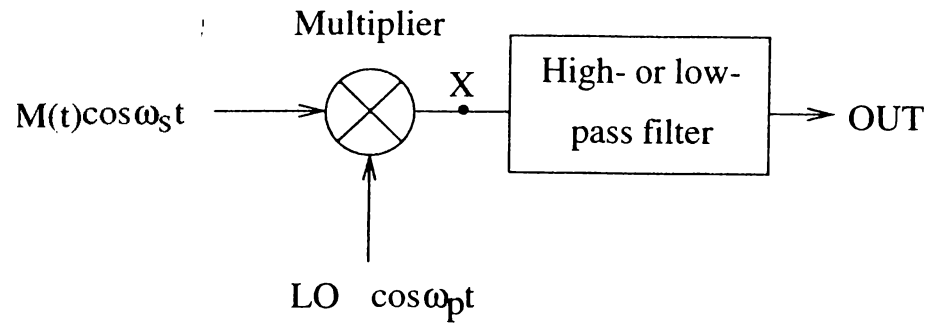 Multiplier
M(t)cosωst
X
High- or low-
pass filter
OUT
LO cosωpt